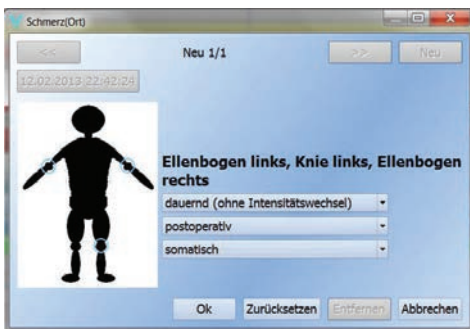 Schmerz(Ort)
<<
Neu 1/1
>>
Neu
12.02.2013 22:42:24
Ellenbogen links, Knie links, Ellenbogen
rechts
dauernd (ohne Intensitätswechsel)
postoperativ
somatisch
Ok
Zurücksetzen
Entfernen
Abbrechen